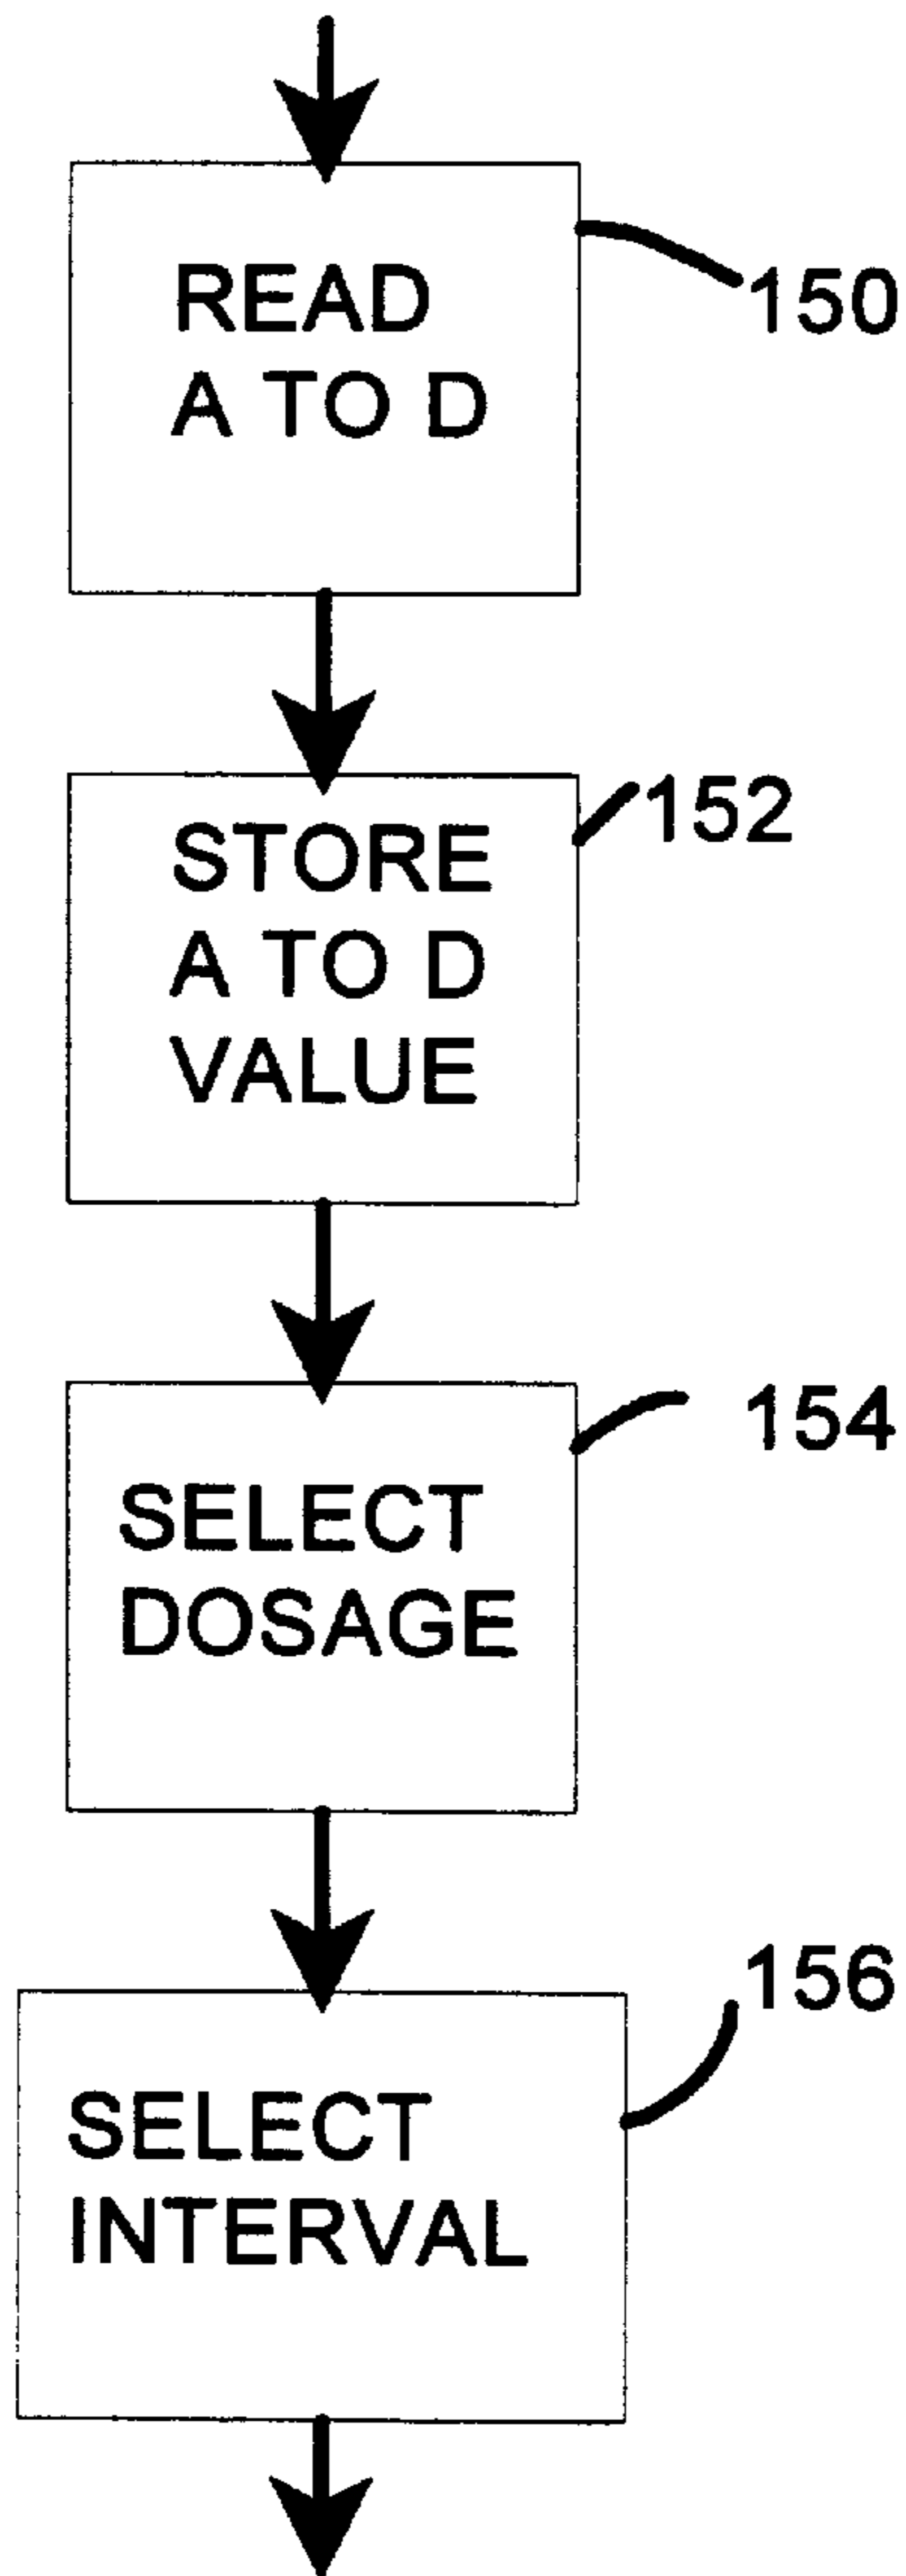 READ
A TO D
150
STORE
A TO D
VALUE
152
SELECT
DOSAGE
154
SELECT
INTERVAL
156